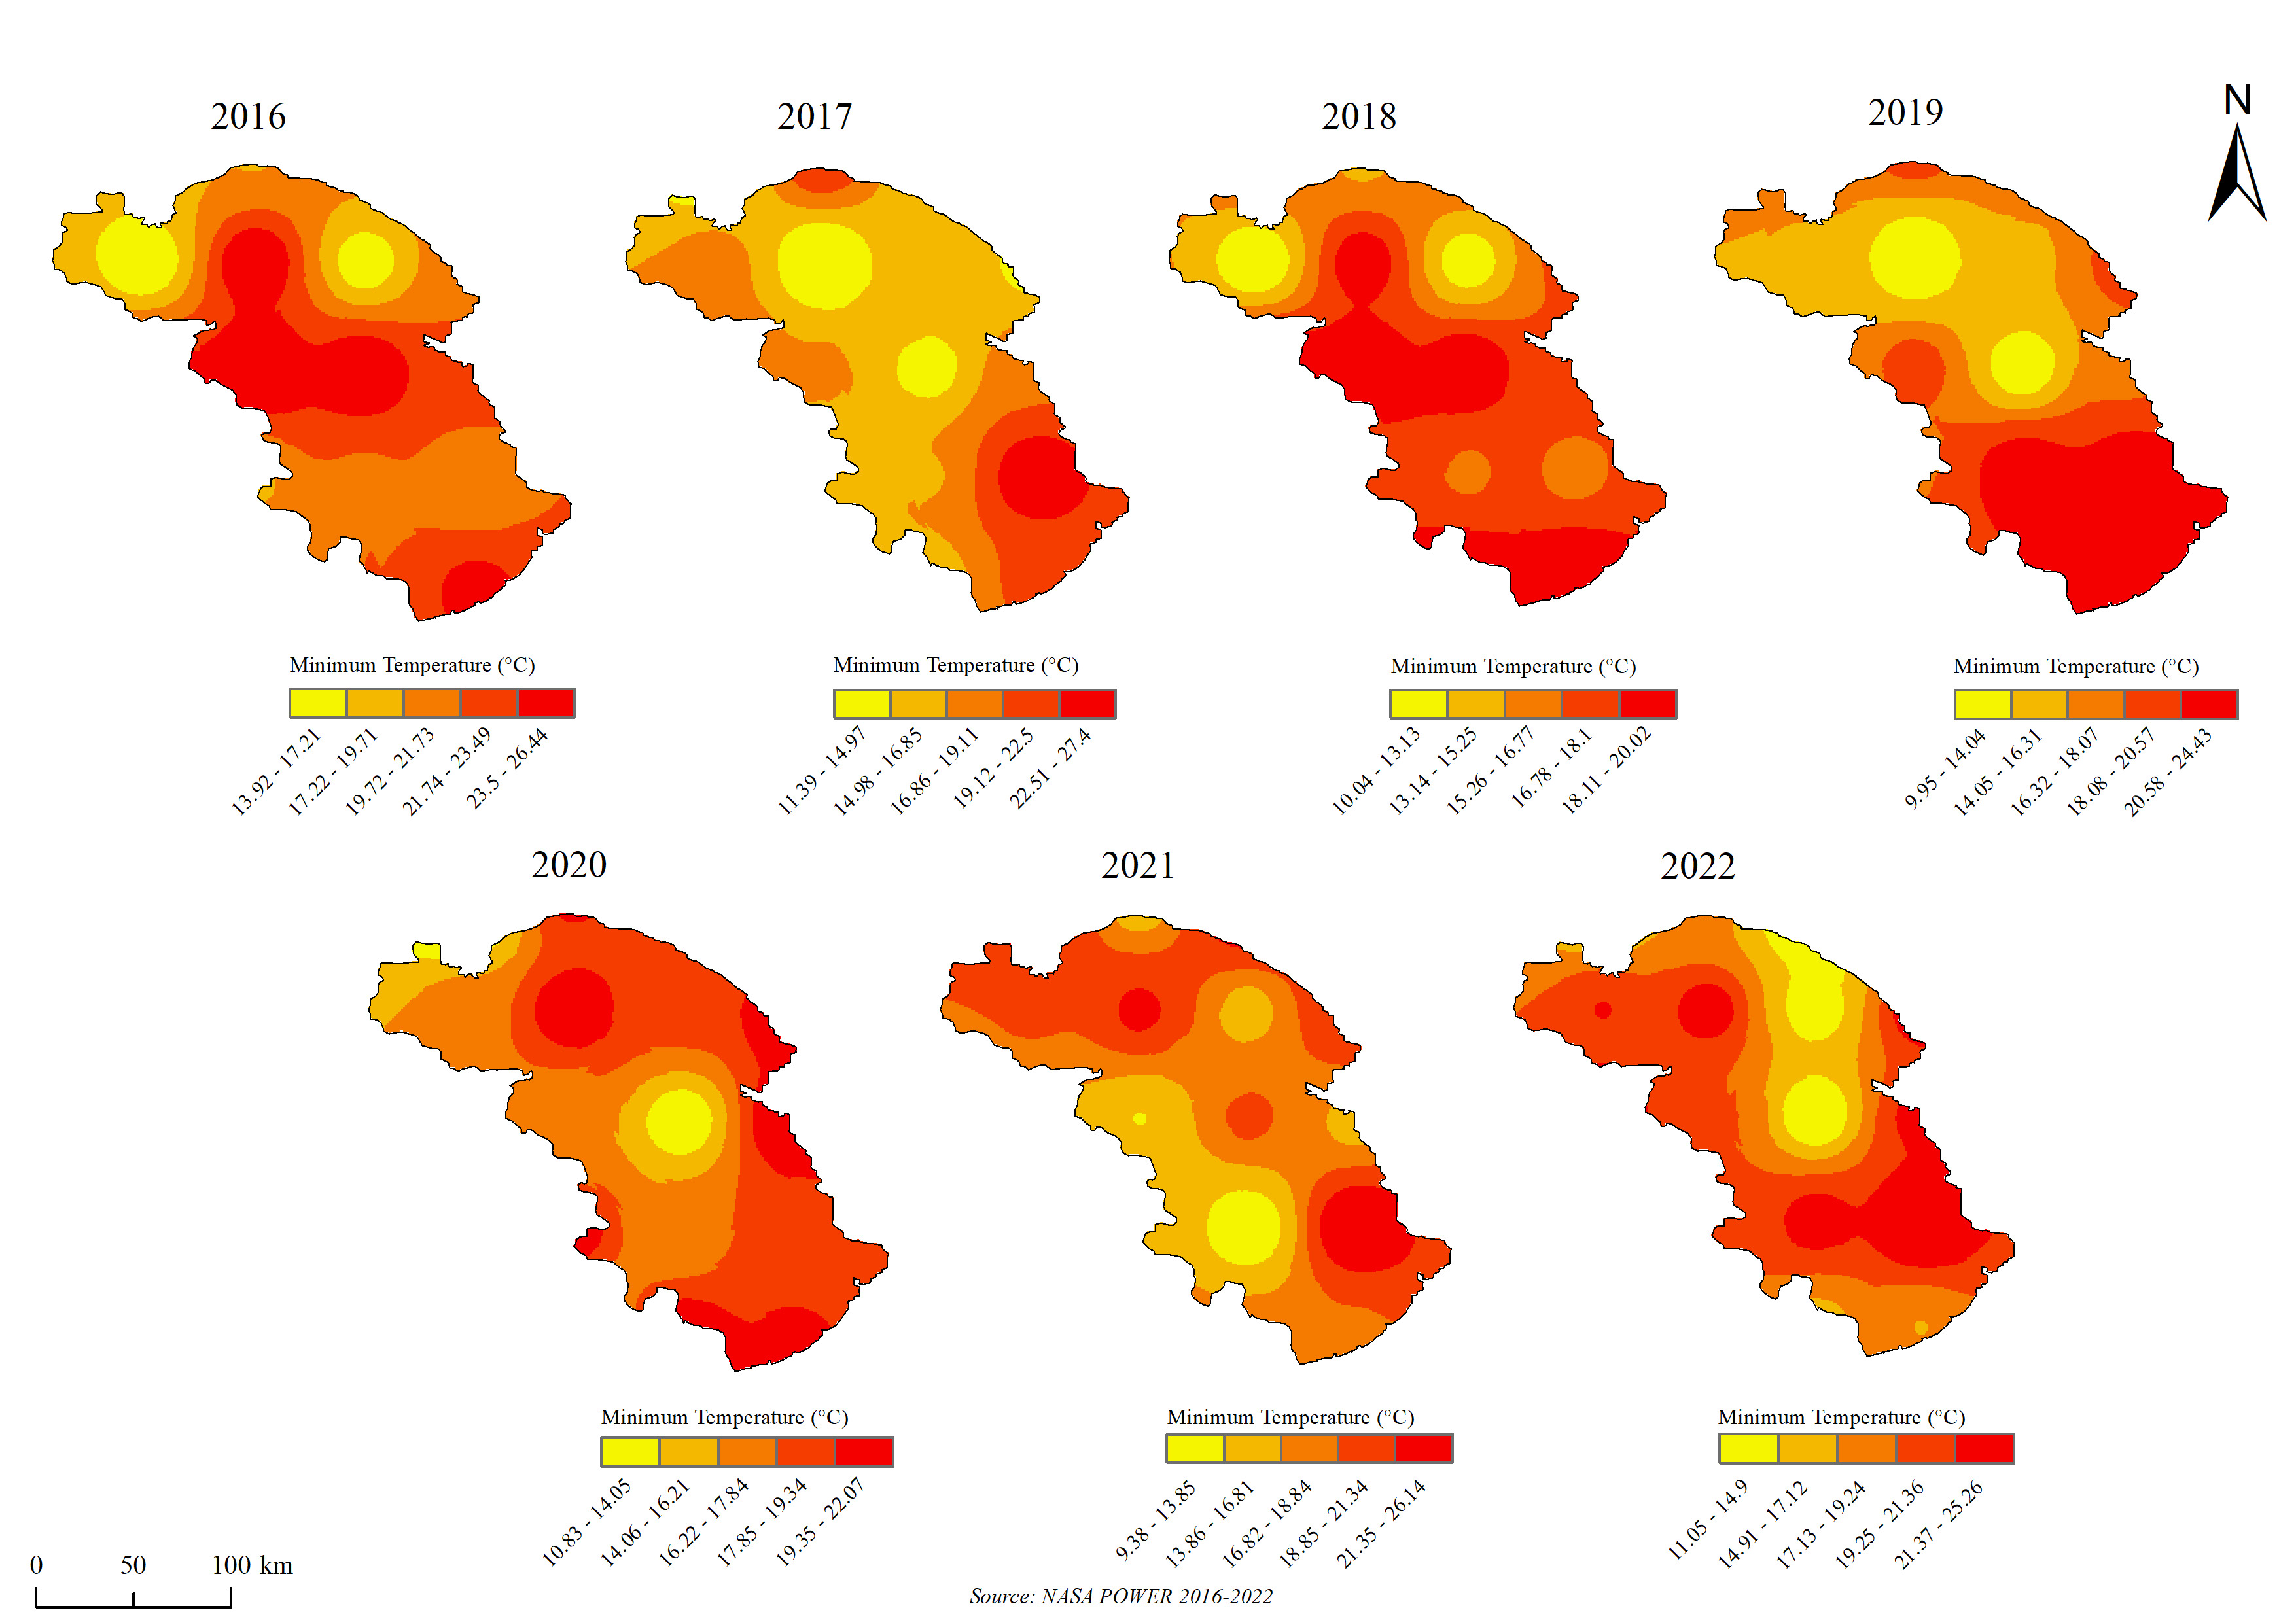 2016
2017
2018
2019
N
Minimum Temperature (°C)
13.92 - 17.21
17.22 - 19.71
19.72 - 21.73
21.74 - 23.49
23.5 - 26.44
Minimum Temperature (°C)
11.39 - 14.97
14.98 - 16.85
16.86 - 19.11
19.12 - 22.5
22.51 - 27.4
Minimum Temperature (°C)
10.04 - 13.13
13.14 - 15.25
15.26 - 16.77
16.78 - 18.1
18.11 - 20.02
Minimum Temperature (°C)
9.95 - 14.04
14.05 - 16.31
16.32 - 18.07
18.08 - 20.57
20.58 - 24.43
2020
2021
2022
Minimum Temperature (°C)
10.83 - 14.05
14.06 - 16.21
16.22 - 17.84
17.85 - 19.34
19.35 - 22.07
Minimum Temperature (°C)
9.38 - 13.85
13.86 - 16.81
16.82 - 18.84
18.85 - 21.34
21.35 - 26.14
Minimum Temperature (°C)
11.05 - 14.9
14.91 - 17.12
17.13 - 19.24
19.25 - 21.36
21.37 - 25.26
0 50 100 km
Source: NASA POWER 2016-2022